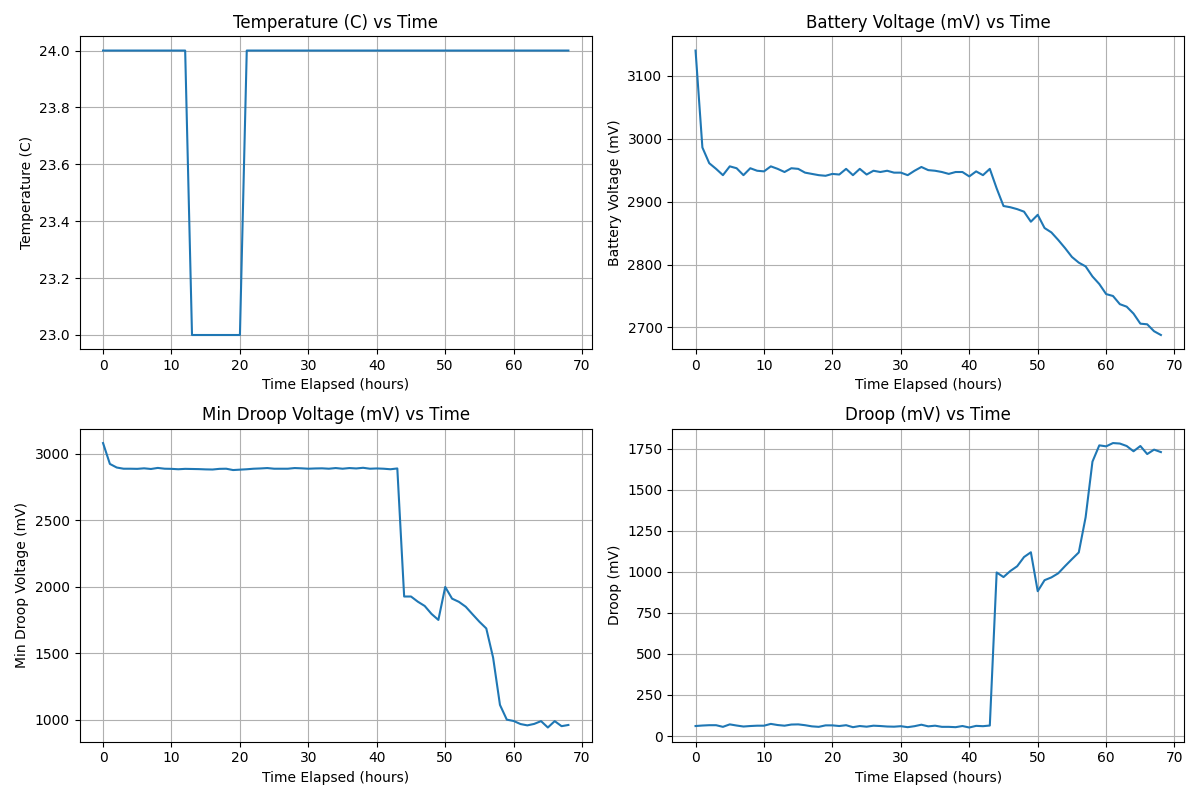 Temperature (C) vs Time
24.0
23.8
23.6
23.4
23.2
23.0
Temperature (C)
0 10 20 30 40 50 60 70
Time Elapsed (hours)
Battery Voltage (mV) vs Time
3100
3000
2900
2800
2700
Battery Voltage (mV)
0 10 20 30 40 50 60 70
Time Elapsed (hours)
Min Droop Voltage (mV) vs Time
3000
2500
2000
1500
1000
Min Droop Voltage (mV)
0 10 20 30 40 50 60 70
Time Elapsed (hours)
Droop (mV) vs Time
1750
1500
1250
1000
750
500
250
0
Droop (mV)
0 10 20 30 40 50 60 70
Time Elapsed (hours)